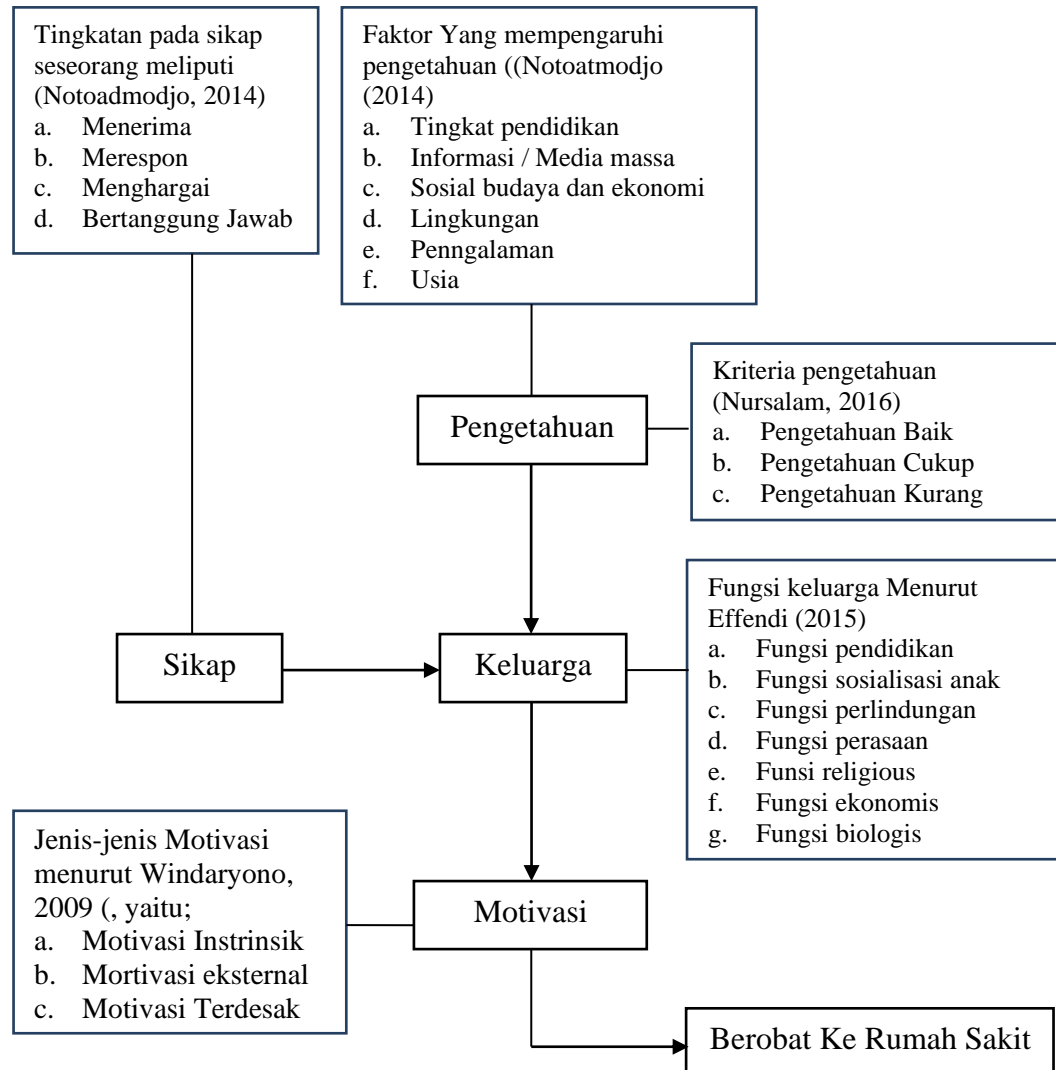 Tingkatan pada sikap
seseorang meliputi
(Notoadmodjo, 2014)
a. Menerima
b. Merespon
c. Menghargai
d. Bertanggung Jawab
Faktor Yang mempengaruhi
pengetahuan ((Notoatmodjo
(2014)
a. Tingkat pendidikan
b. Informasi / Media massa
c. Sosial budaya dan ekonomi
d. Lingkungan
e. Penngalaman
f. Usia
Pengetahuan
Kriteria pengetahuan
(Nursalam, 2016)
a. Pengetahuan Baik
b. Pengetahuan Cukup
c. Pengetahuan Kurang
Sikap
Keluarga
Fungsi keluarga Menurut
Effendi (2015)
a. Fungsi pendidikan
b. Fungsi sosialisasi anak
c. Fungsi perlindungan
d. Fungsi perasaan
e. Funsi religious
f. Fungsi ekonomis
g. Fungsi biologis
Jenis-jenis Motivasi
menurut Windaryono,
2009 (, yaitu;
a. Motivasi Instrinsik
b. Mortivasi eksternal
c. Motivasi Terdesak
Motivasi
Berobat Ke Rumah Sakit